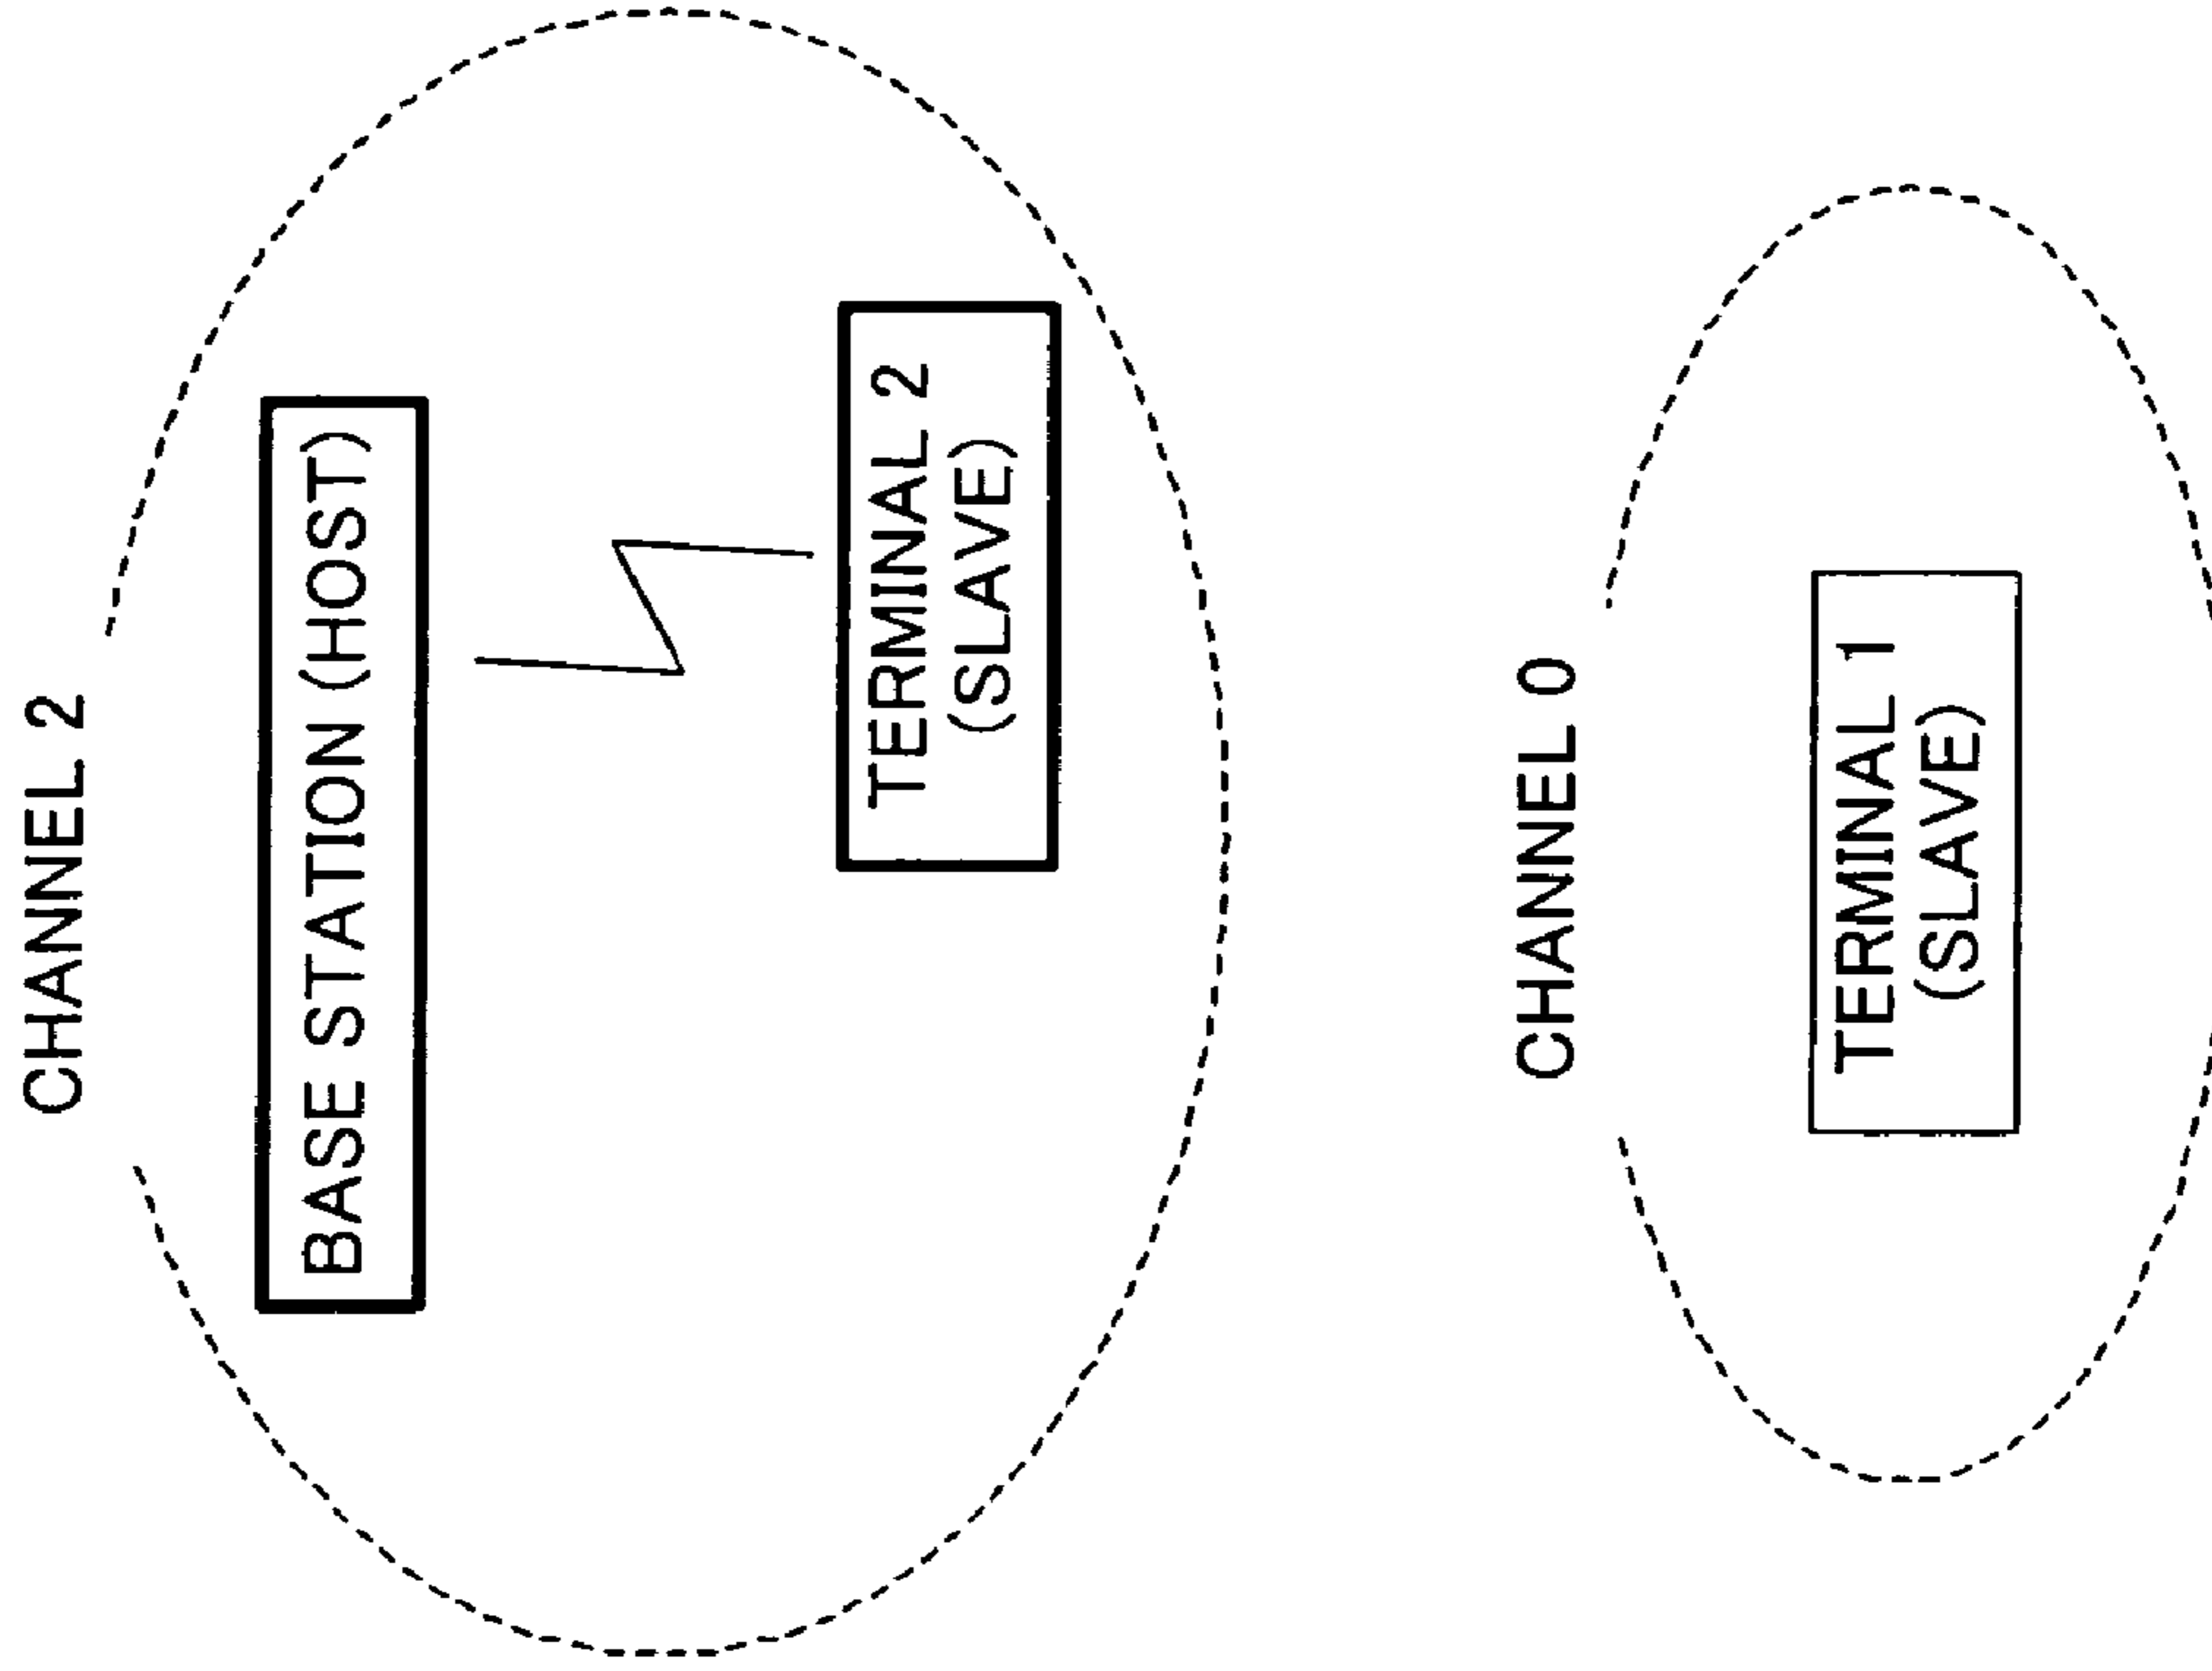 CHANNEL 2
BASE STATION (HOST)
TERMINAL 2
(SLAVE)
CHANNEL 0
TERMINAL 1
(SLAVE)